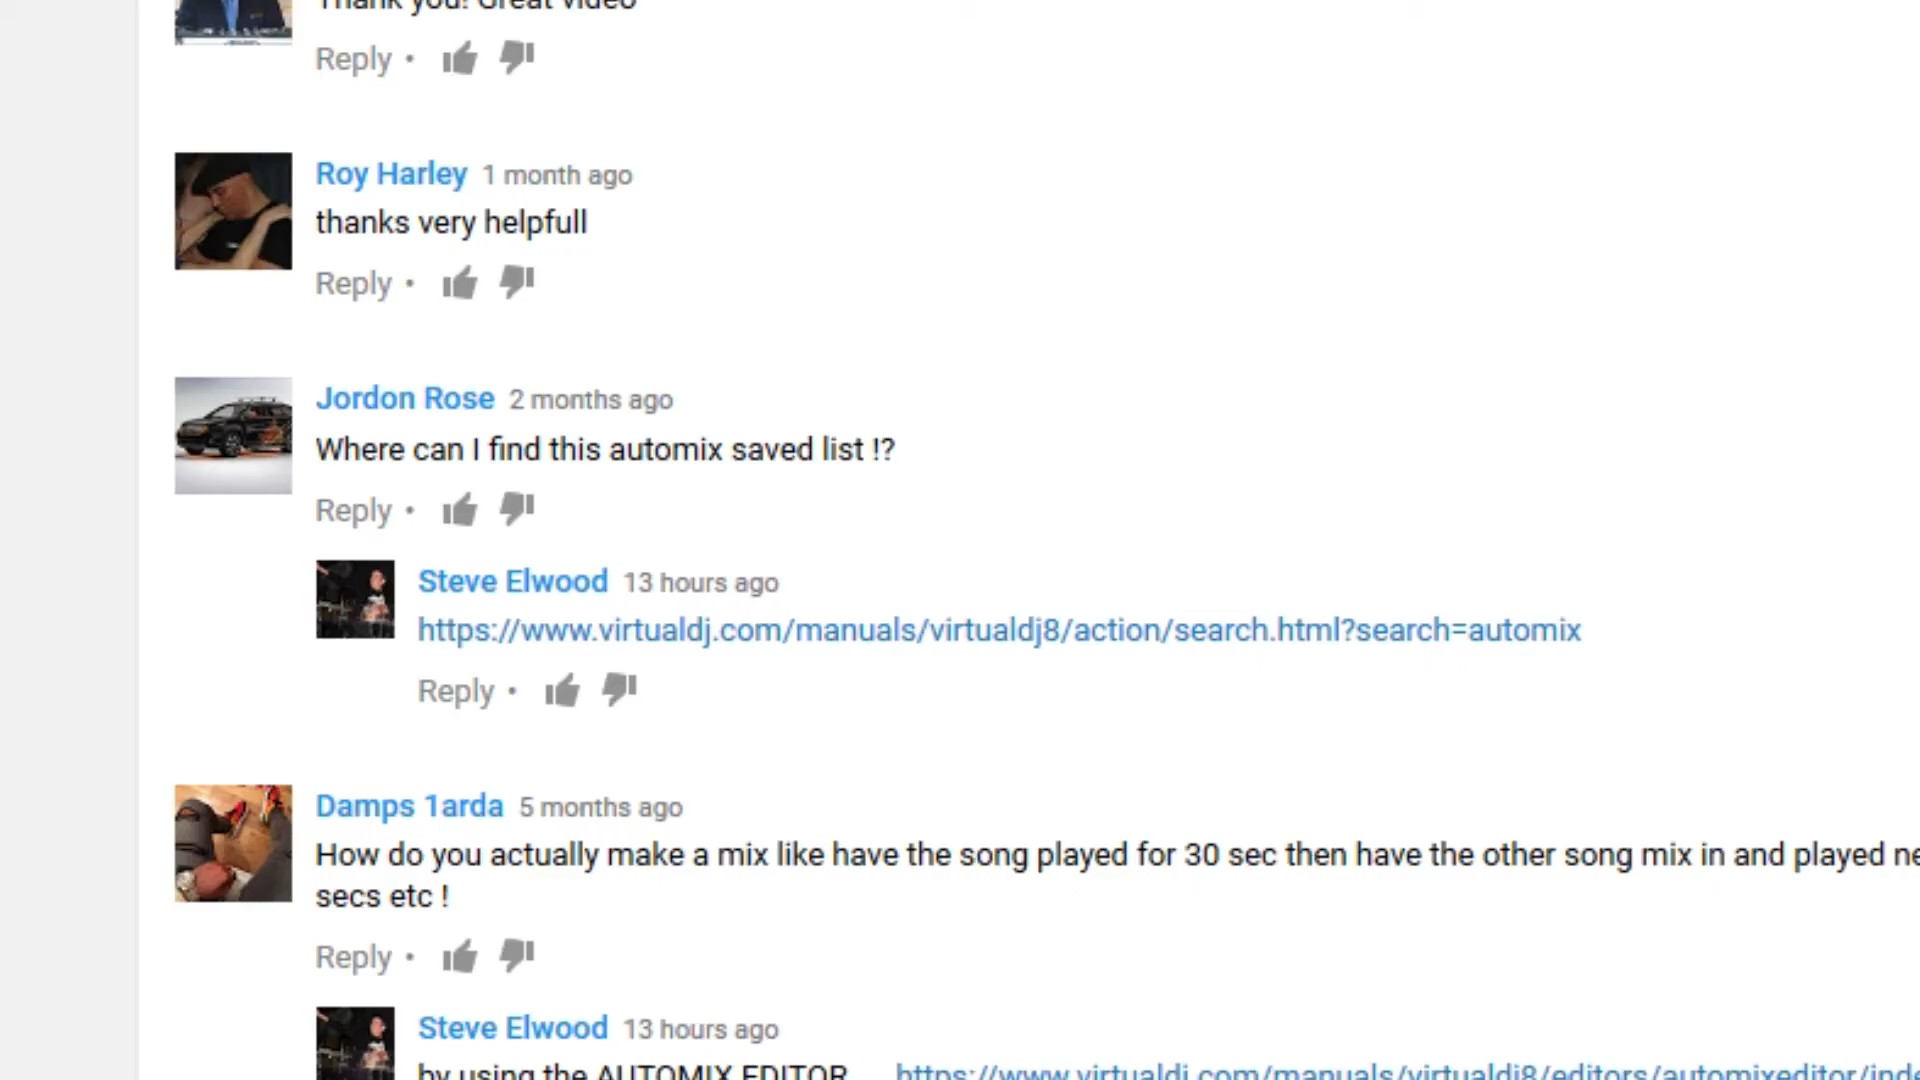 Thank you! Great video
Reply •
Roy Harley 1 month ago
thanks very helpfull
Reply •
Jordon Rose 2 months ago
Where can I find this automix saved list !?
Reply •
Steve Elwood 13 hours ago
https://www.virtualdj.com/manuals/virtualdj8/action/search.html?search=automix
Reply •
Damps 1arda 5 months ago
How do you actually make a mix like have the song played for 30 sec then have the other song mix in and played
secs etc !
Reply •
Steve Elwood 13 hours ago
by using the AUTOMIX EDITOR https://www.virtualdj.com/manuals/virtualdj8/editors/automixeditor/inde